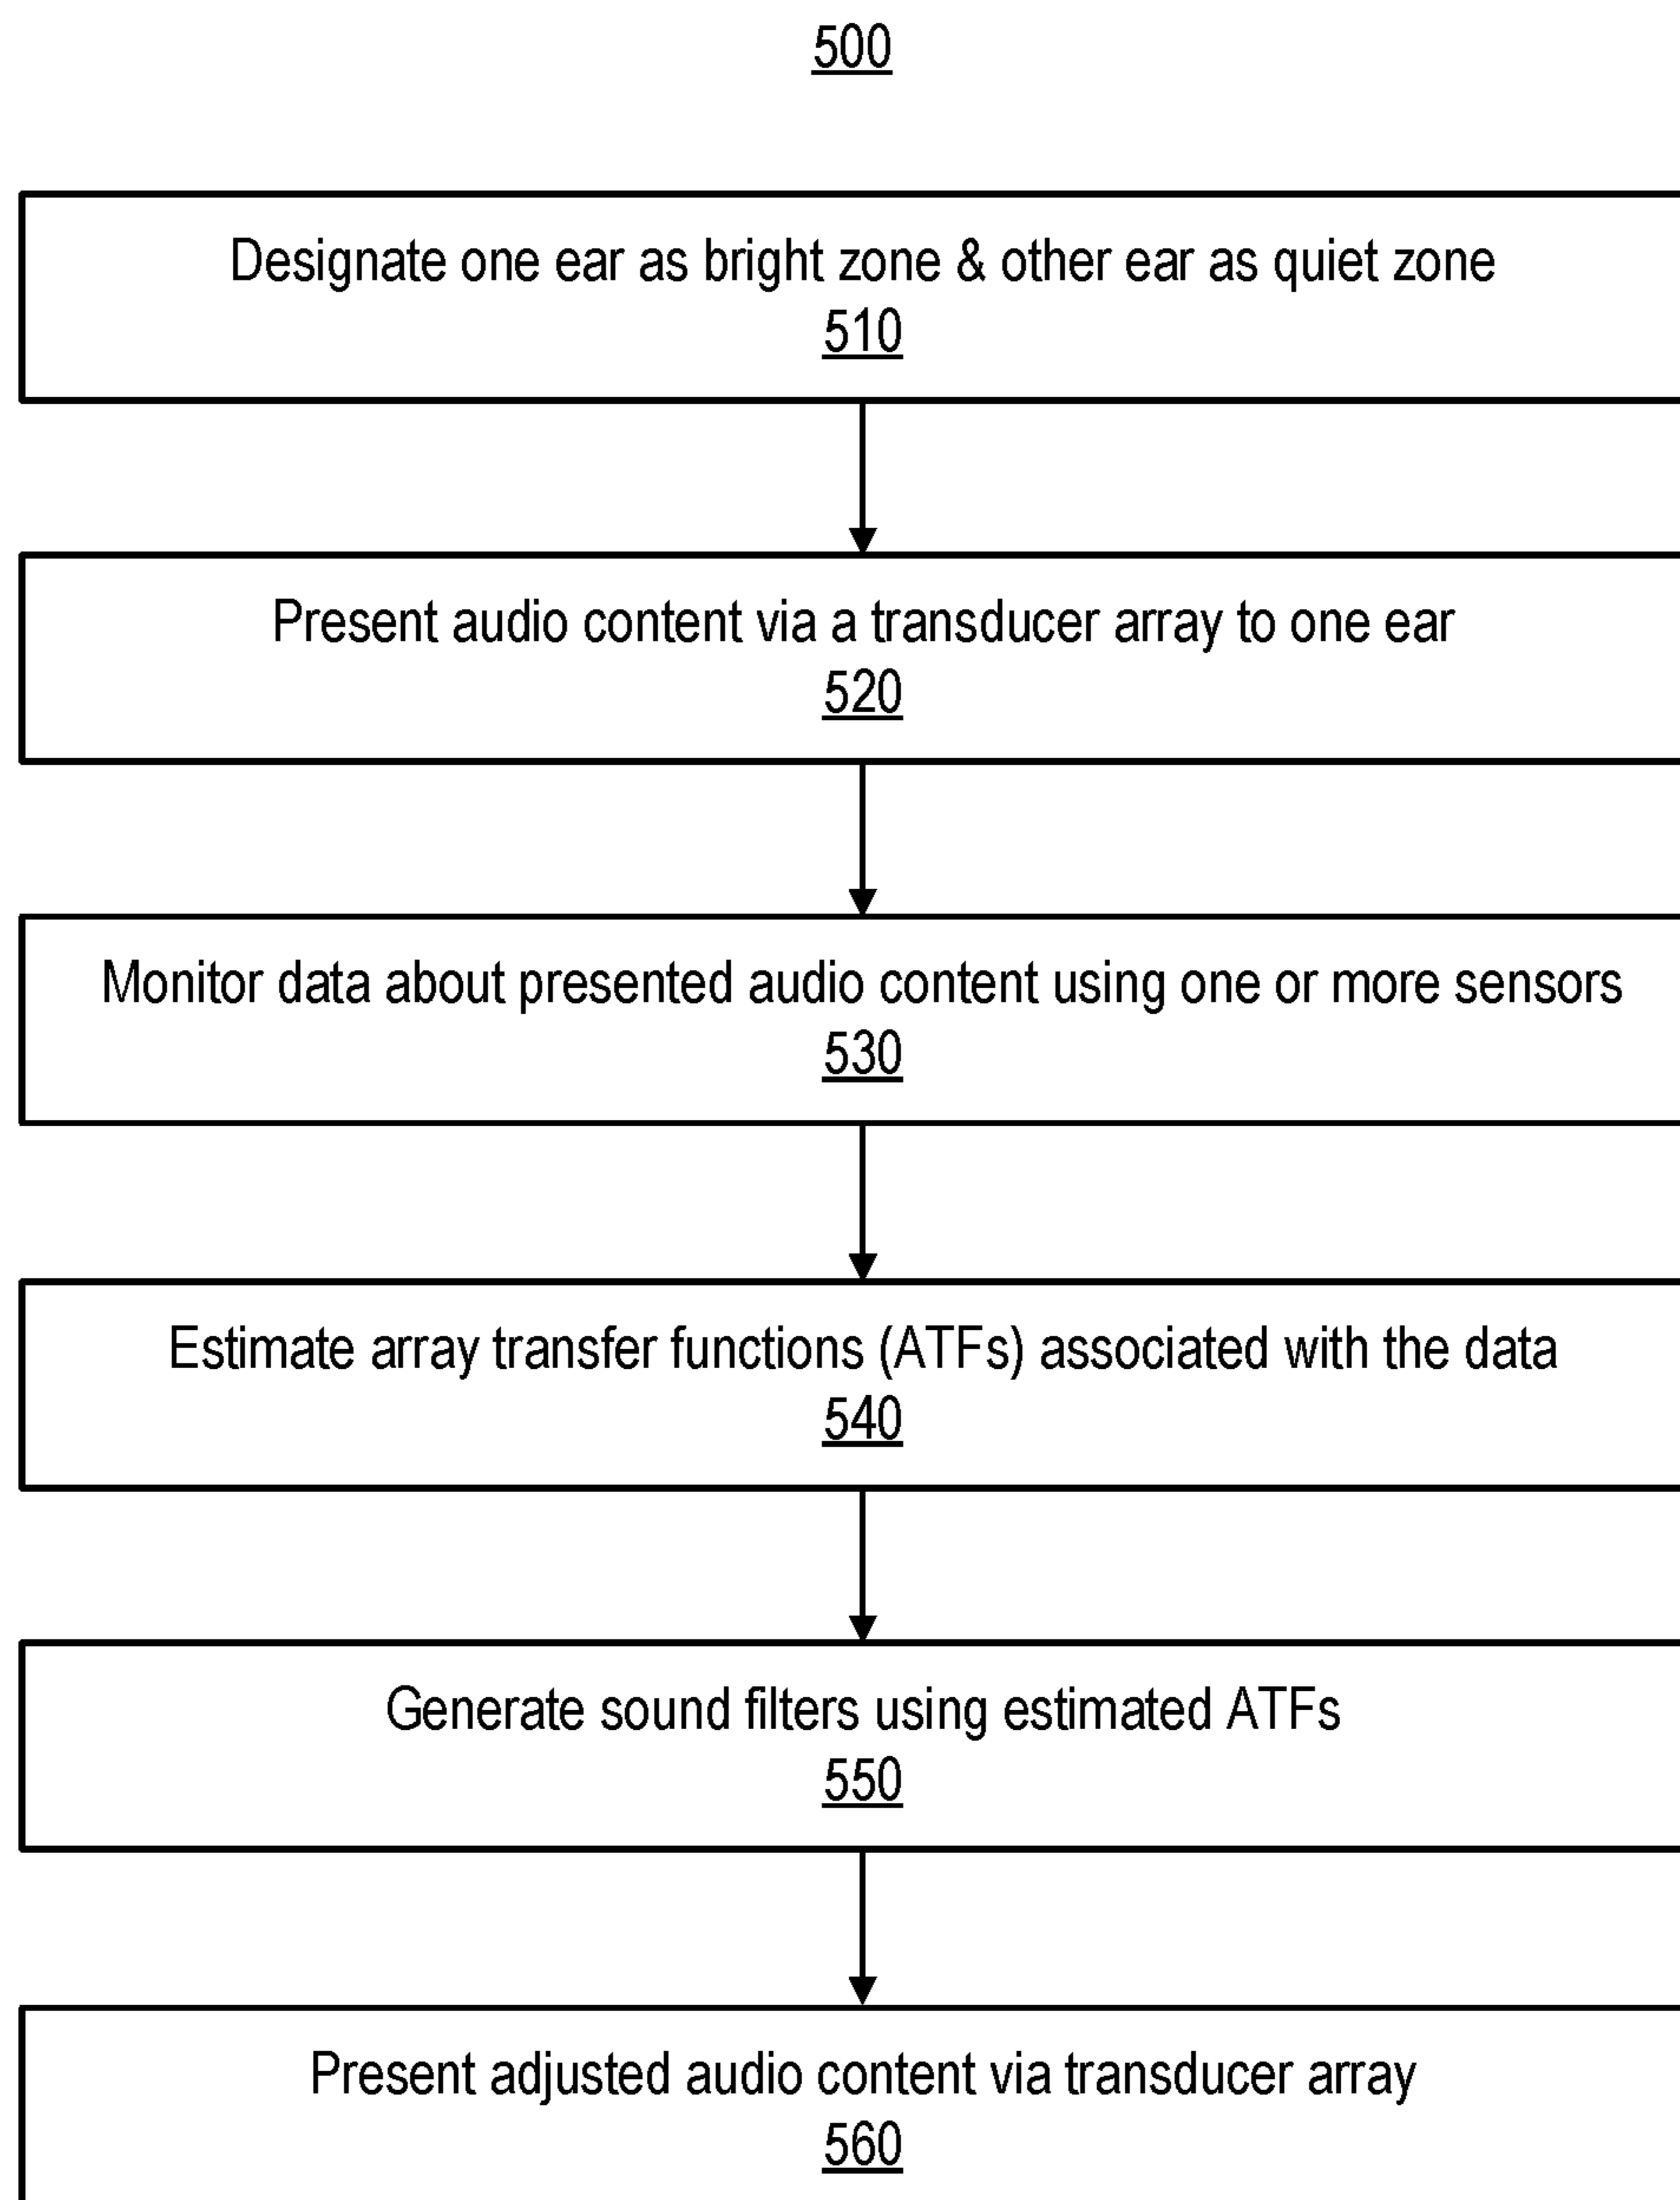 500
Designate one ear as bright zone & other ear as quiet zone
510
Present audio content via a transducer array to one ear
520
Monitor data about presented audio content using one or more sensors
530
Estimate array transfer functions (ATFs) associated with the data
540
Generate sound filters using estimated ATFs
550
Present adjusted audio content via transducer array
560